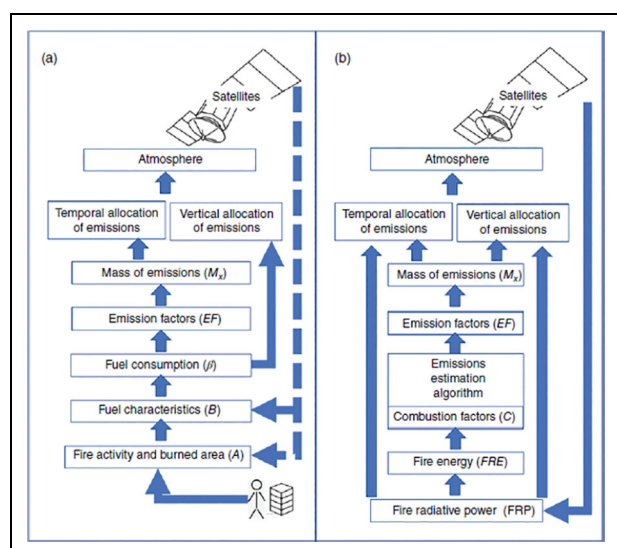 (a)
Satellites
Atmosphere
Temporal allocation
of emissions
Vertical allocation
of emissions
Mass of emissions (Mₓ)
Emission factors (EF)
Fuel consumption (β)
Fuel characteristics (B)
Fire activity and burned area (A)
(b)
Satellites
Atmosphere
Temporal allocation
of emissions
Vertical allocation
of emissions
Mass of emissions (Mₓ)
Emission factors (EF)
Emissions
estimation
algorithm
Combustion factors (C)
Fire energy (FRE)
Fire radiative power (FRP)